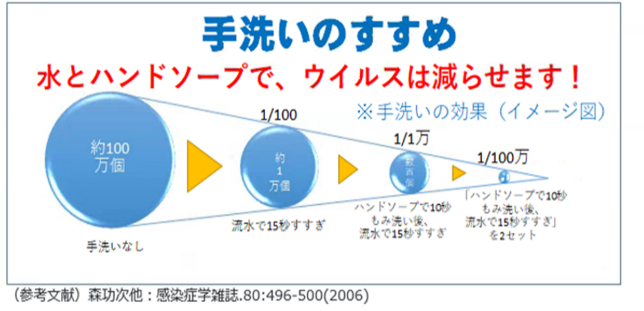 手洗いのすすめ
水とハンドソープで、ウイルスは減らせます！
※手洗いの効果（イメージ図）
約100
万個
手洗いなし
1/100
約
1
万個
流水で15秒すすぎ
1/1万
数百個
ハンドソープで10秒
もみ洗い後、
流水で15秒すすぎ
1/100万
「ハンドソープで10秒
もみ洗い後、
流水で15秒すすぎ」
を2セット
（参考文献）森功次他：感染症学雑誌.80:496-500(2006)